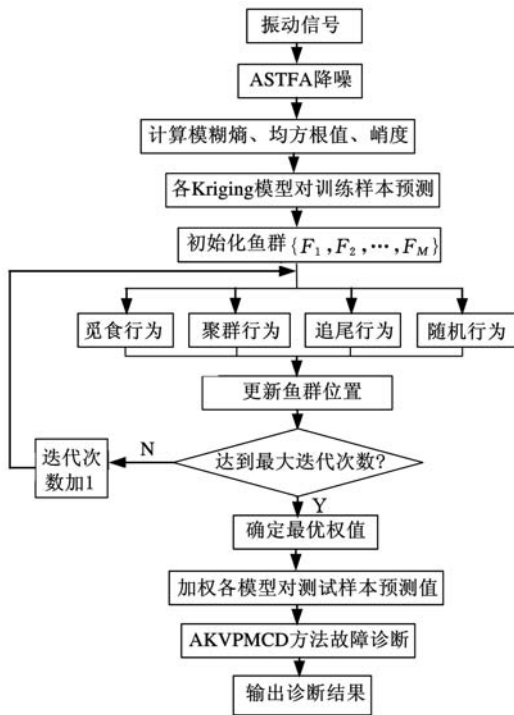 振动信号
ASTFA降噪
计算模糊熵、均方根值、峭度
各Kriging模型对训练样本预测
初始化鱼群{F₁,F₂,…,F_M}
觅食行为
聚群行为
追尾行为
随机行为
更新鱼群位置
达到最大迭代次数?
N
迭代次
数加1
Y
确定最优权值
加权各模型对测试样本预测值
AKVPMCD方法故障诊断
输出诊断结果